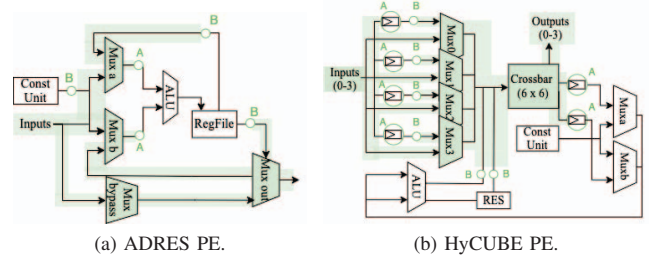 B
A
Mux a
Const
Unit
B
ALU
Inputs
RegFile
B
Mux b
A
Mux
bypass
Mux out
(a) ADRES PE.
A
B
Σ
Mux0
Outputs
(0-3)
Inputs
(0-3)
A
B
Σ
Crossbar
(6 x 6)
A
Σ
A
B
Σ
Mux2
A
Σ
Muxa
A
B
Σ
Mux3
Const
Unit
Muxb
B
B
ALU
RES
(b) HyCUBE PE.